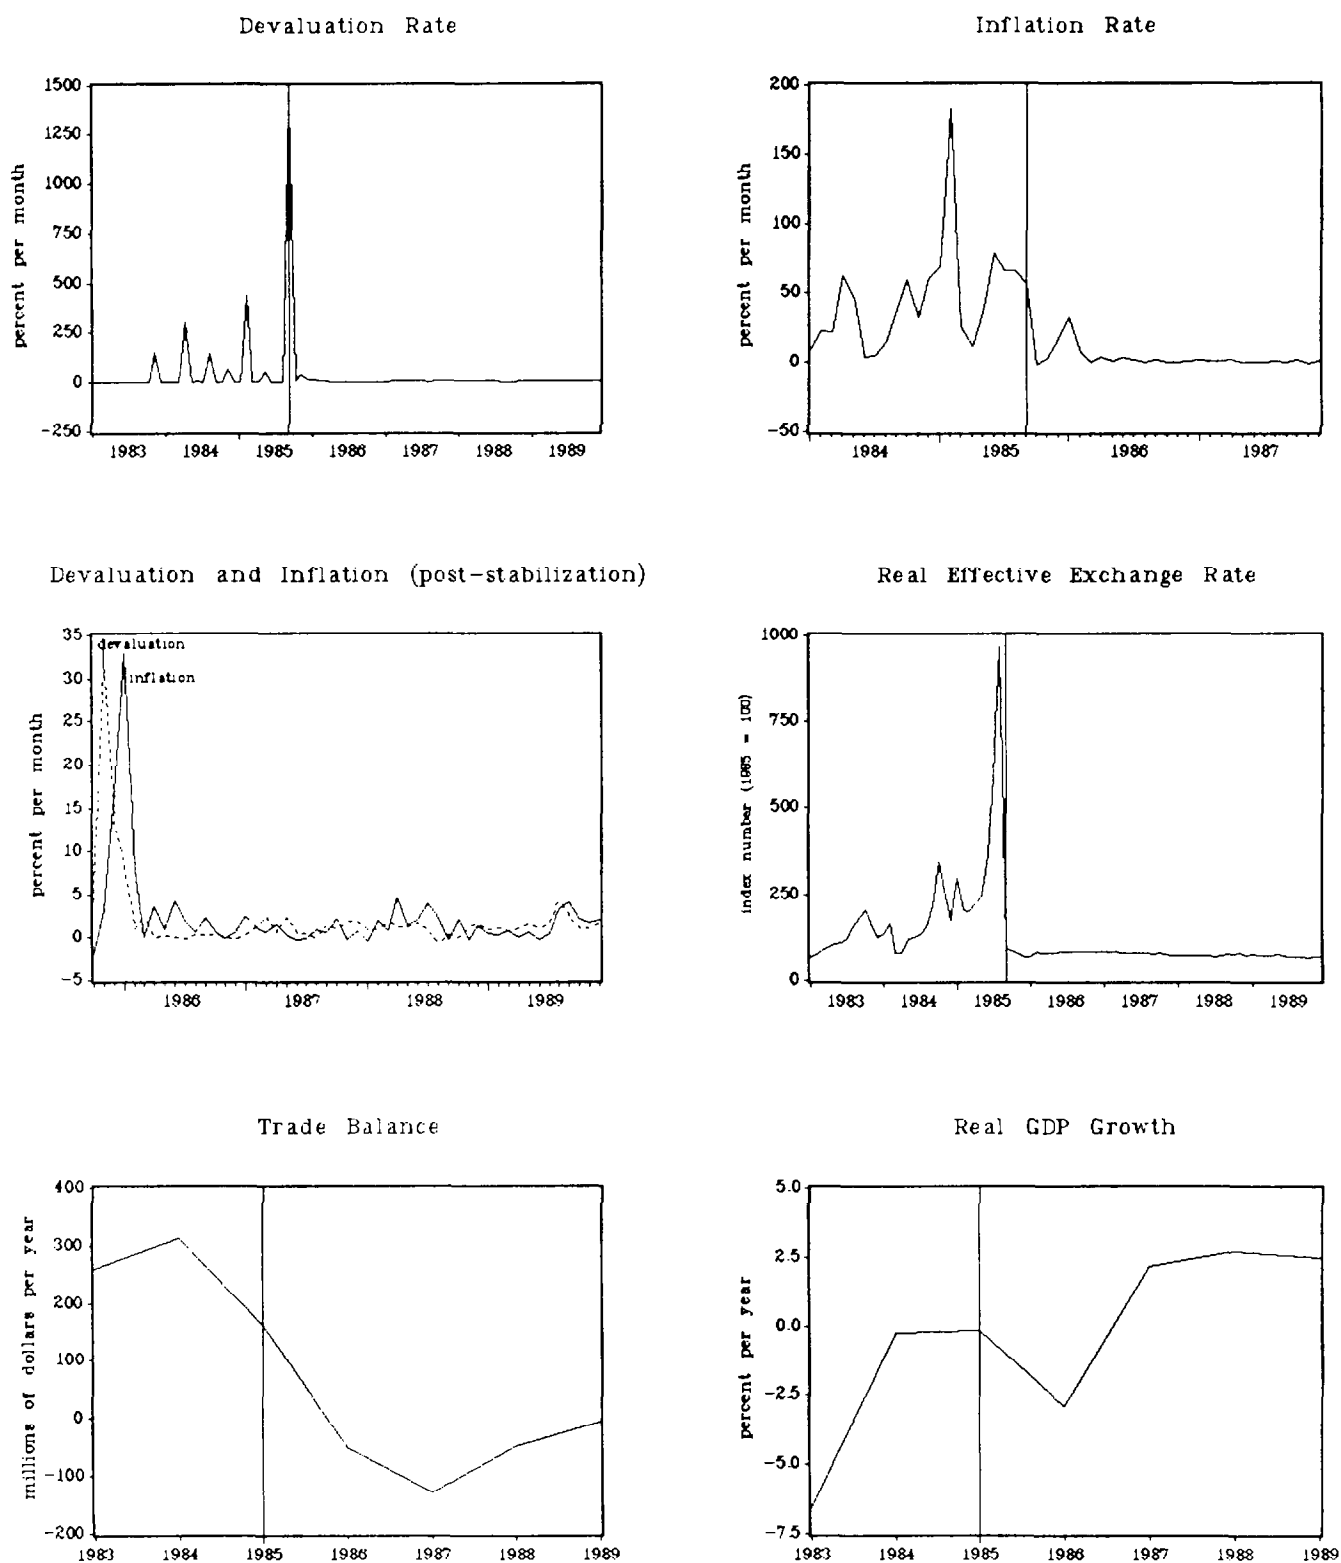 Devaluation Rate
percent per month
1500
1250
1000
750
500
250
0
-250
1983 1984 1985 1986 1987 1988 1989
Inflation Rate
percent per month
200
150
100
50
0
-50
1984 1985 1986 1987
Devaluation and Inflation (post-stabilization)
percent per month
35
30
25
20
15
10
5
0
-5
devaluation
inflation
1986 1987 1988 1989
Real Effective Exchange Rate
index number (1985 = 100)
1000
750
500
250
0
1983 1984 1985 1986 1987 1988 1989
Trade Balance
millions of dollars per year
400
300
200
100
0
-100
-200
1983 1984 1985 1986 1987 1988 1989
Real GDP Growth
percent per year
5.0
2.5
0.0
-2.5
-5.0
-7.5
1983 1984 1985 1986 1987 1988 1989